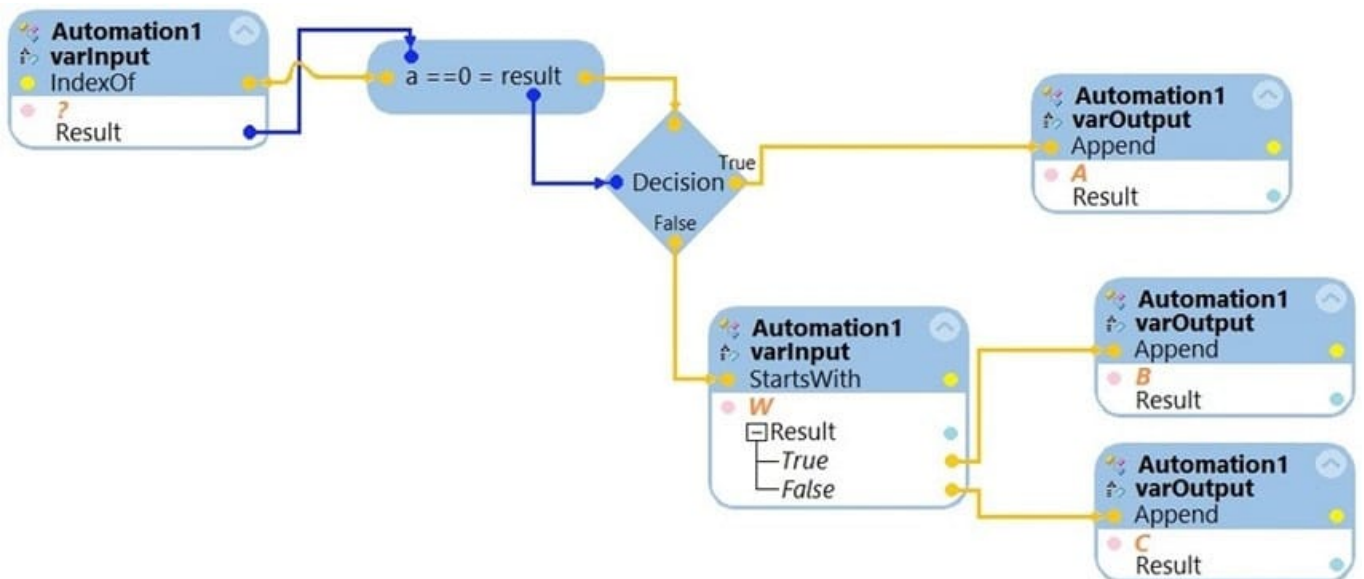 Automation1
varInput
IndexOf
?
Result
a ==0 = result
Decision
True
False
Automation1
varOutput
Append
A
Result
Automation1
varInput
StartsWith
W
Result
True
False
Automation1
varOutput
Append
B
Result
Automation1
varOutput
Append
C
Result